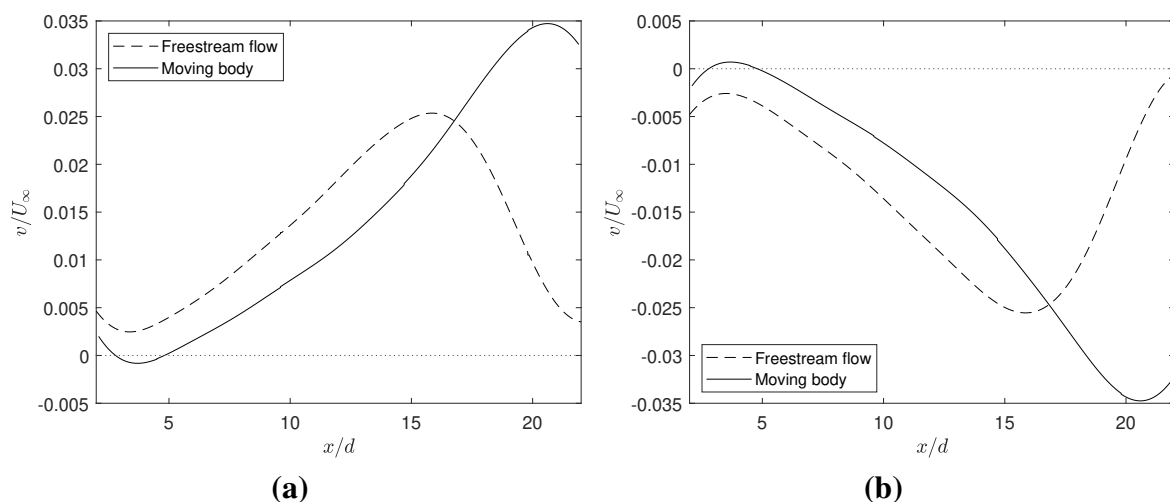 0.035
0.03
0.025
0.02
0.015
0.01
0.005
0
-0.005
v/U∞
5
10
15
20
x/d
Freestream flow
Moving body
(a)
0.005
0
-0.005
-0.01
-0.015
-0.02
-0.025
-0.03
-0.035
v/U∞
5
10
15
20
x/d
Freestream flow
Moving body
(b)